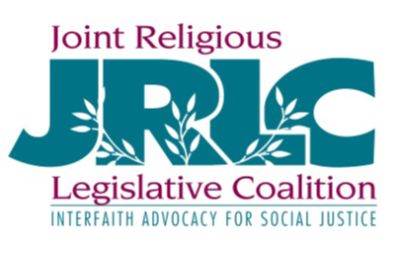 Joint Religious
JRLC
Legislative Coalition
INTERFAITH ADVOCACY FOR SOCIAL JUSTICE